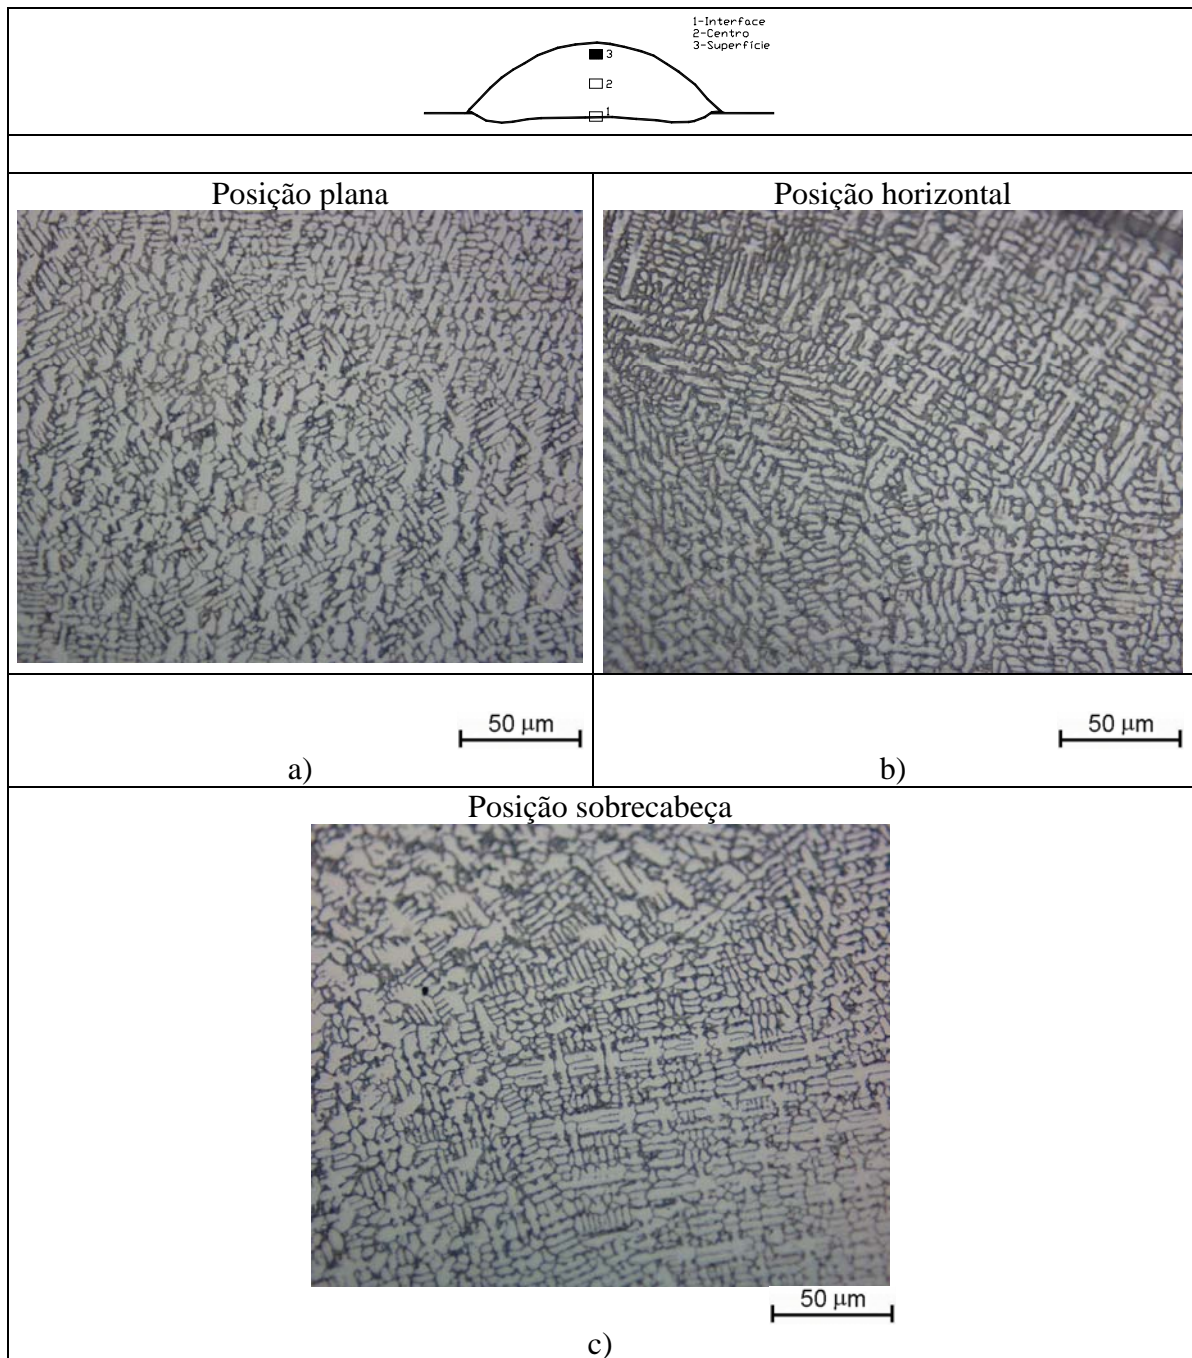 1-Interface
2-Centro
3-Superfície
3
2
1
Posição plana
Posição horizontal
50 μm
50 μm
a)
b)
Posição sobrecabeça
50 μm
c)